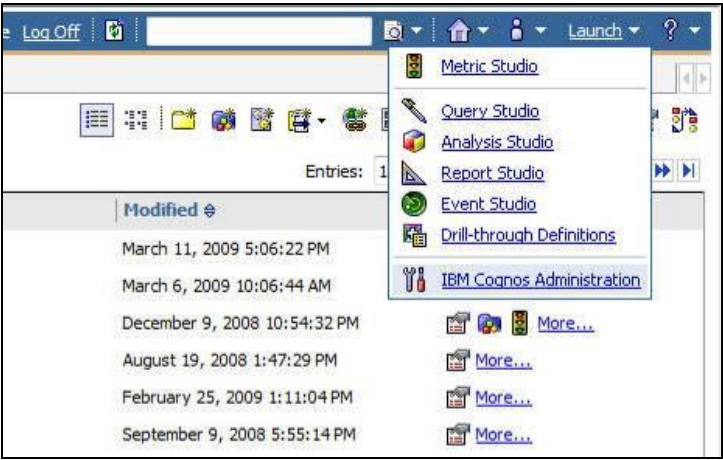 Log Off Launch ?
Metric Studio
Query Studio
Analysis Studio
Entries: 1 Report Studio
Event Studio
Modified Drill-through Definitions
March 11, 2009 5:06:22 PM
March 6, 2009 10:06:44 AM IBM Cognos Administration
December 9, 2008 10:54:32 PM More...
August 19, 2008 1:47:29 PM More...
February 25, 2009 1:11:04 PM More...
September 9, 2008 5:55:14 PM More...